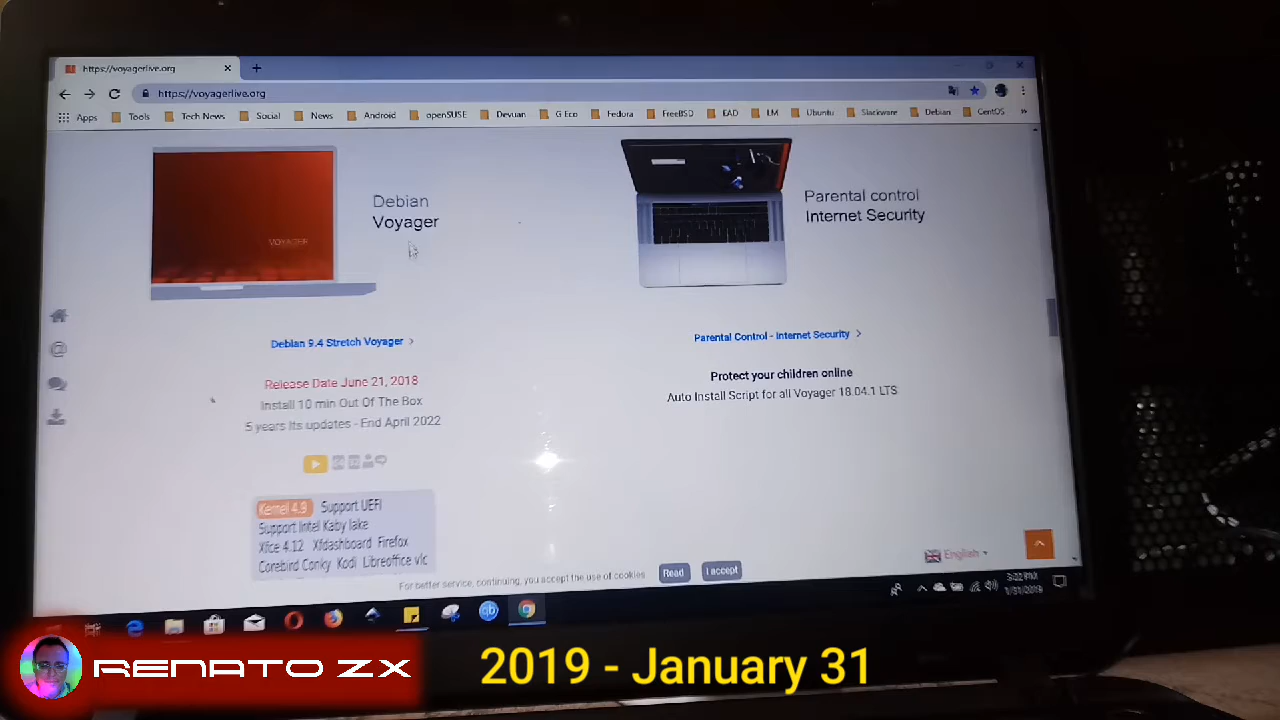 https://voyagerlive.org
https://voyagerlive.org
Apps Tools Tech News Social News Android openSUSE Devuan G Eco Fedora FreeBSD EAD LM Ubuntu Slackware Debian CentOS »
Debian
Voyager
VOYAGER
Parental control
Internet Security
Debian 9.4 Stretch Voyager >
Release Date June 21, 2018
Install 10 min Out Of The Box
5 years lts updates - End April 2022
Parental Control - Internet Security >
Protect your children online
Auto Install Script for all Voyager 18.04.1 LTS
Kernel 4.9 Support UEFI
Support Intel Kaby lake
Xfce 4.12 Xfdashboard Firefox
Corebird Conky Kodi Libreoffice vlc
English
For better service, continuing, you accept the use of cookies Read I accept
1/31/2019
RENATO ZX
2019 - January 31